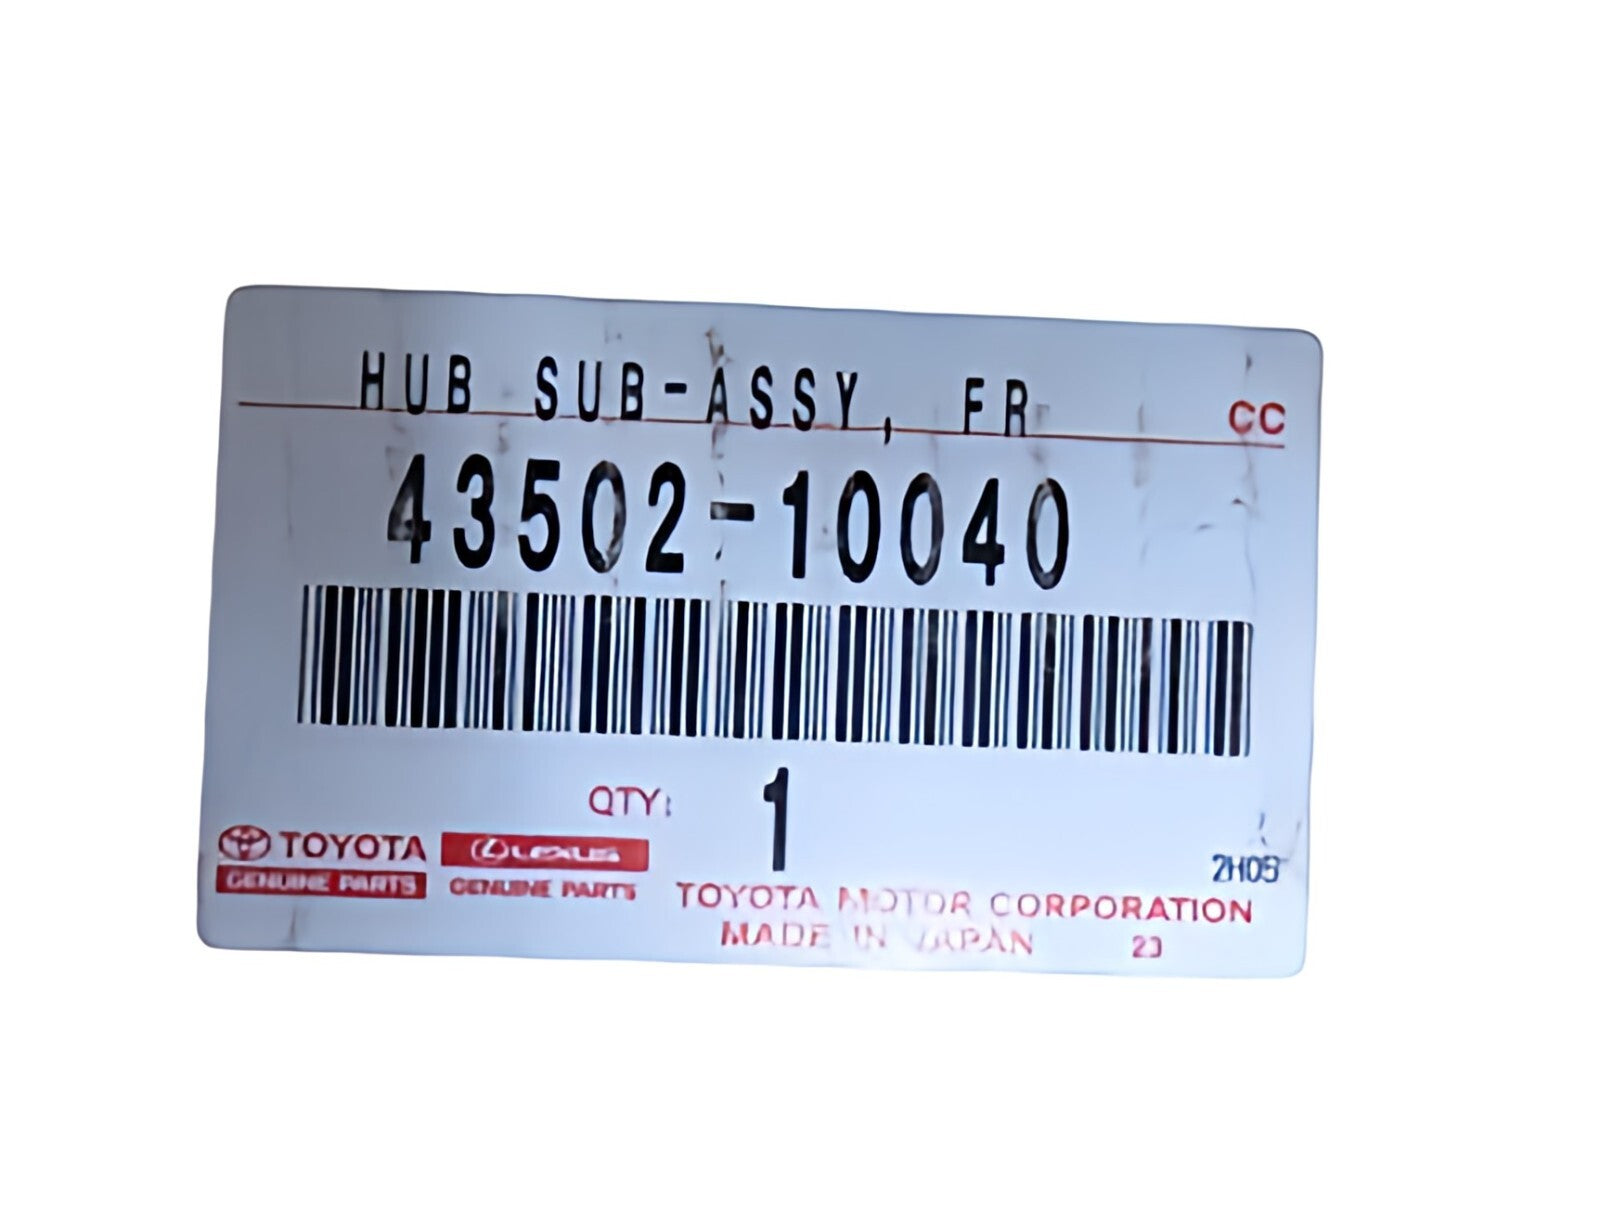 HUB SUB-ASSY, FR CC
43502-10040
QTY: 1
TOYOTA LEXUS 2H05
GENUINE PARTS GENUINE PARTS TOYOTA MOTOR CORPORATION
MADE IN JAPAN